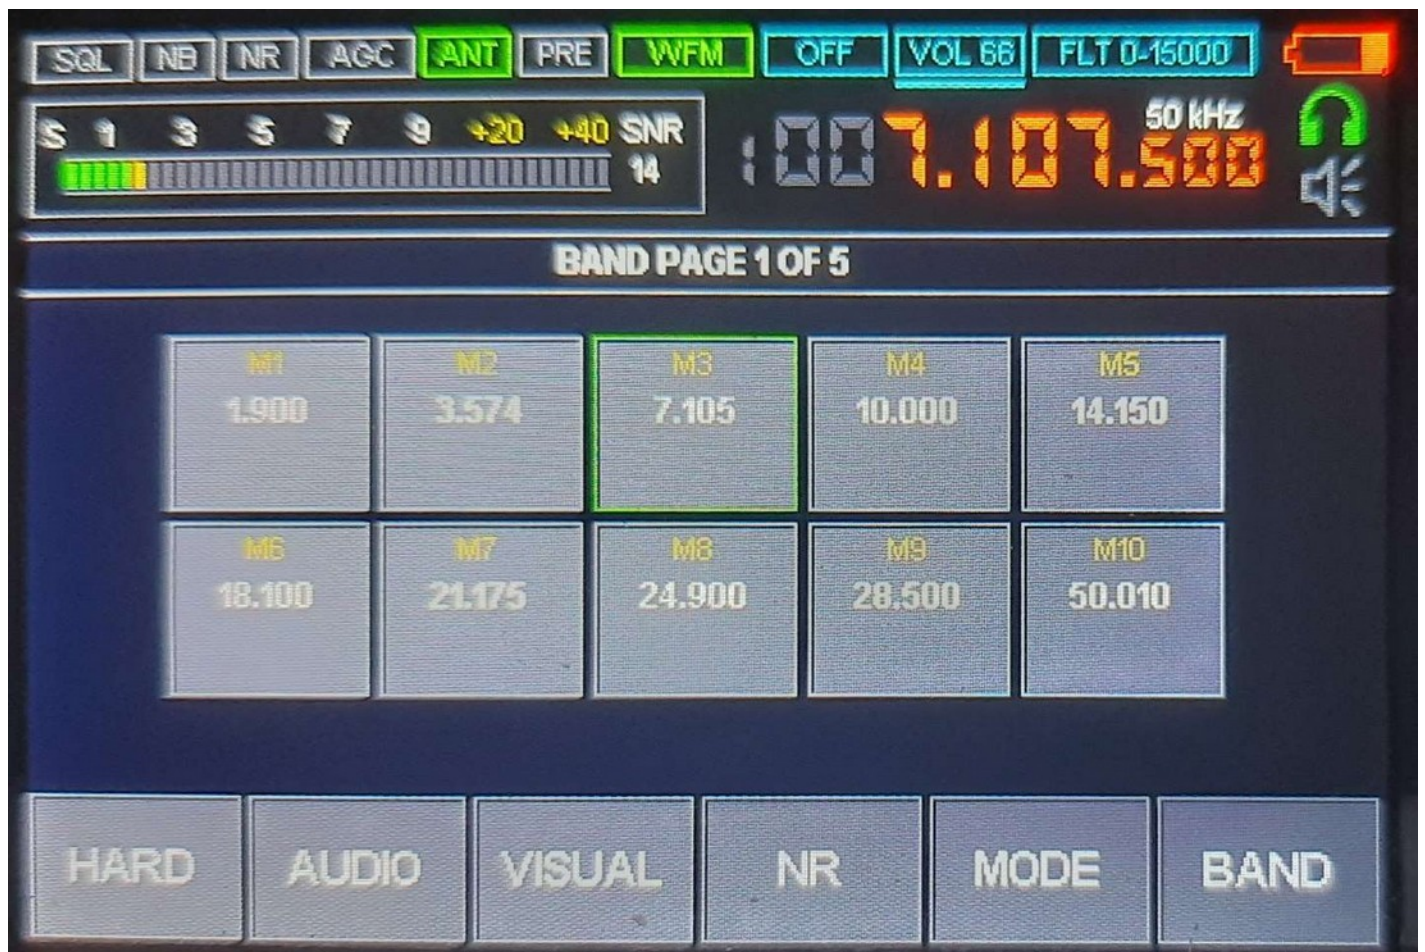 SQL NB NR AGC ANT PRE WFM OFF VOL 66 FLT 0-15000
S 1 3 5 7 9 +20 +40 SNR
14
50 kHz
1007.107.500
BAND PAGE 1 OF 5
M1 M2 M3 M4 M5
1.900 3.574 7.105 10.000 14.150
M6 M7 M8 M9 M10
18.100 21.175 24.900 28.500 50.010
HARD AUDIO VISUAL NR MODE BAND